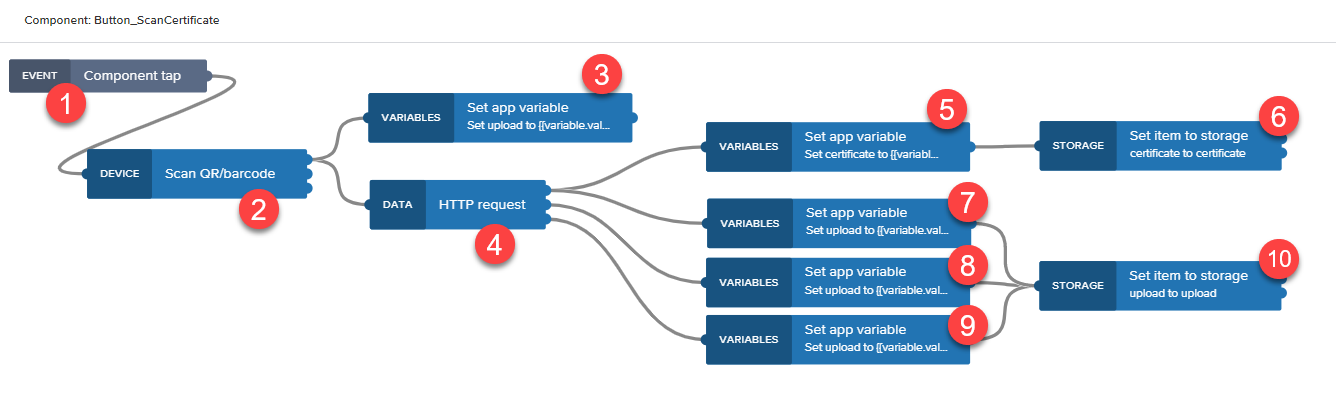 Component: Button_ScanCertificate
EVENT
Component tap
1
DEVICE
Scan QR/barcode
2
3
VARIABLES
Set app variable
Set upload to {{variable.val...
DATA
HTTP request
4
5
VARIABLES
Set app variable
Set certificate to {{variabl...
6
STORAGE
Set item to storage
certificate to certificate
7
VARIABLES
Set app variable
Set upload to {{variable.val...
8
VARIABLES
Set app variable
Set upload to {{variable.val...
9
VARIABLES
Set app variable
Set upload to {{variable.val...
10
STORAGE
Set item to storage
upload to upload